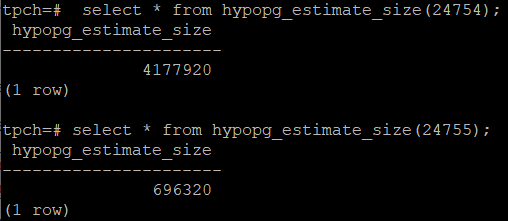 tpch=#  select * from hypopg_estimate_size(24754);
 hypopg_estimate_size
----------------------
              4177920
(1 row)

tpch=# select * from hypopg_estimate_size(24755);
 hypopg_estimate_size
----------------------
               696320
(1 row)